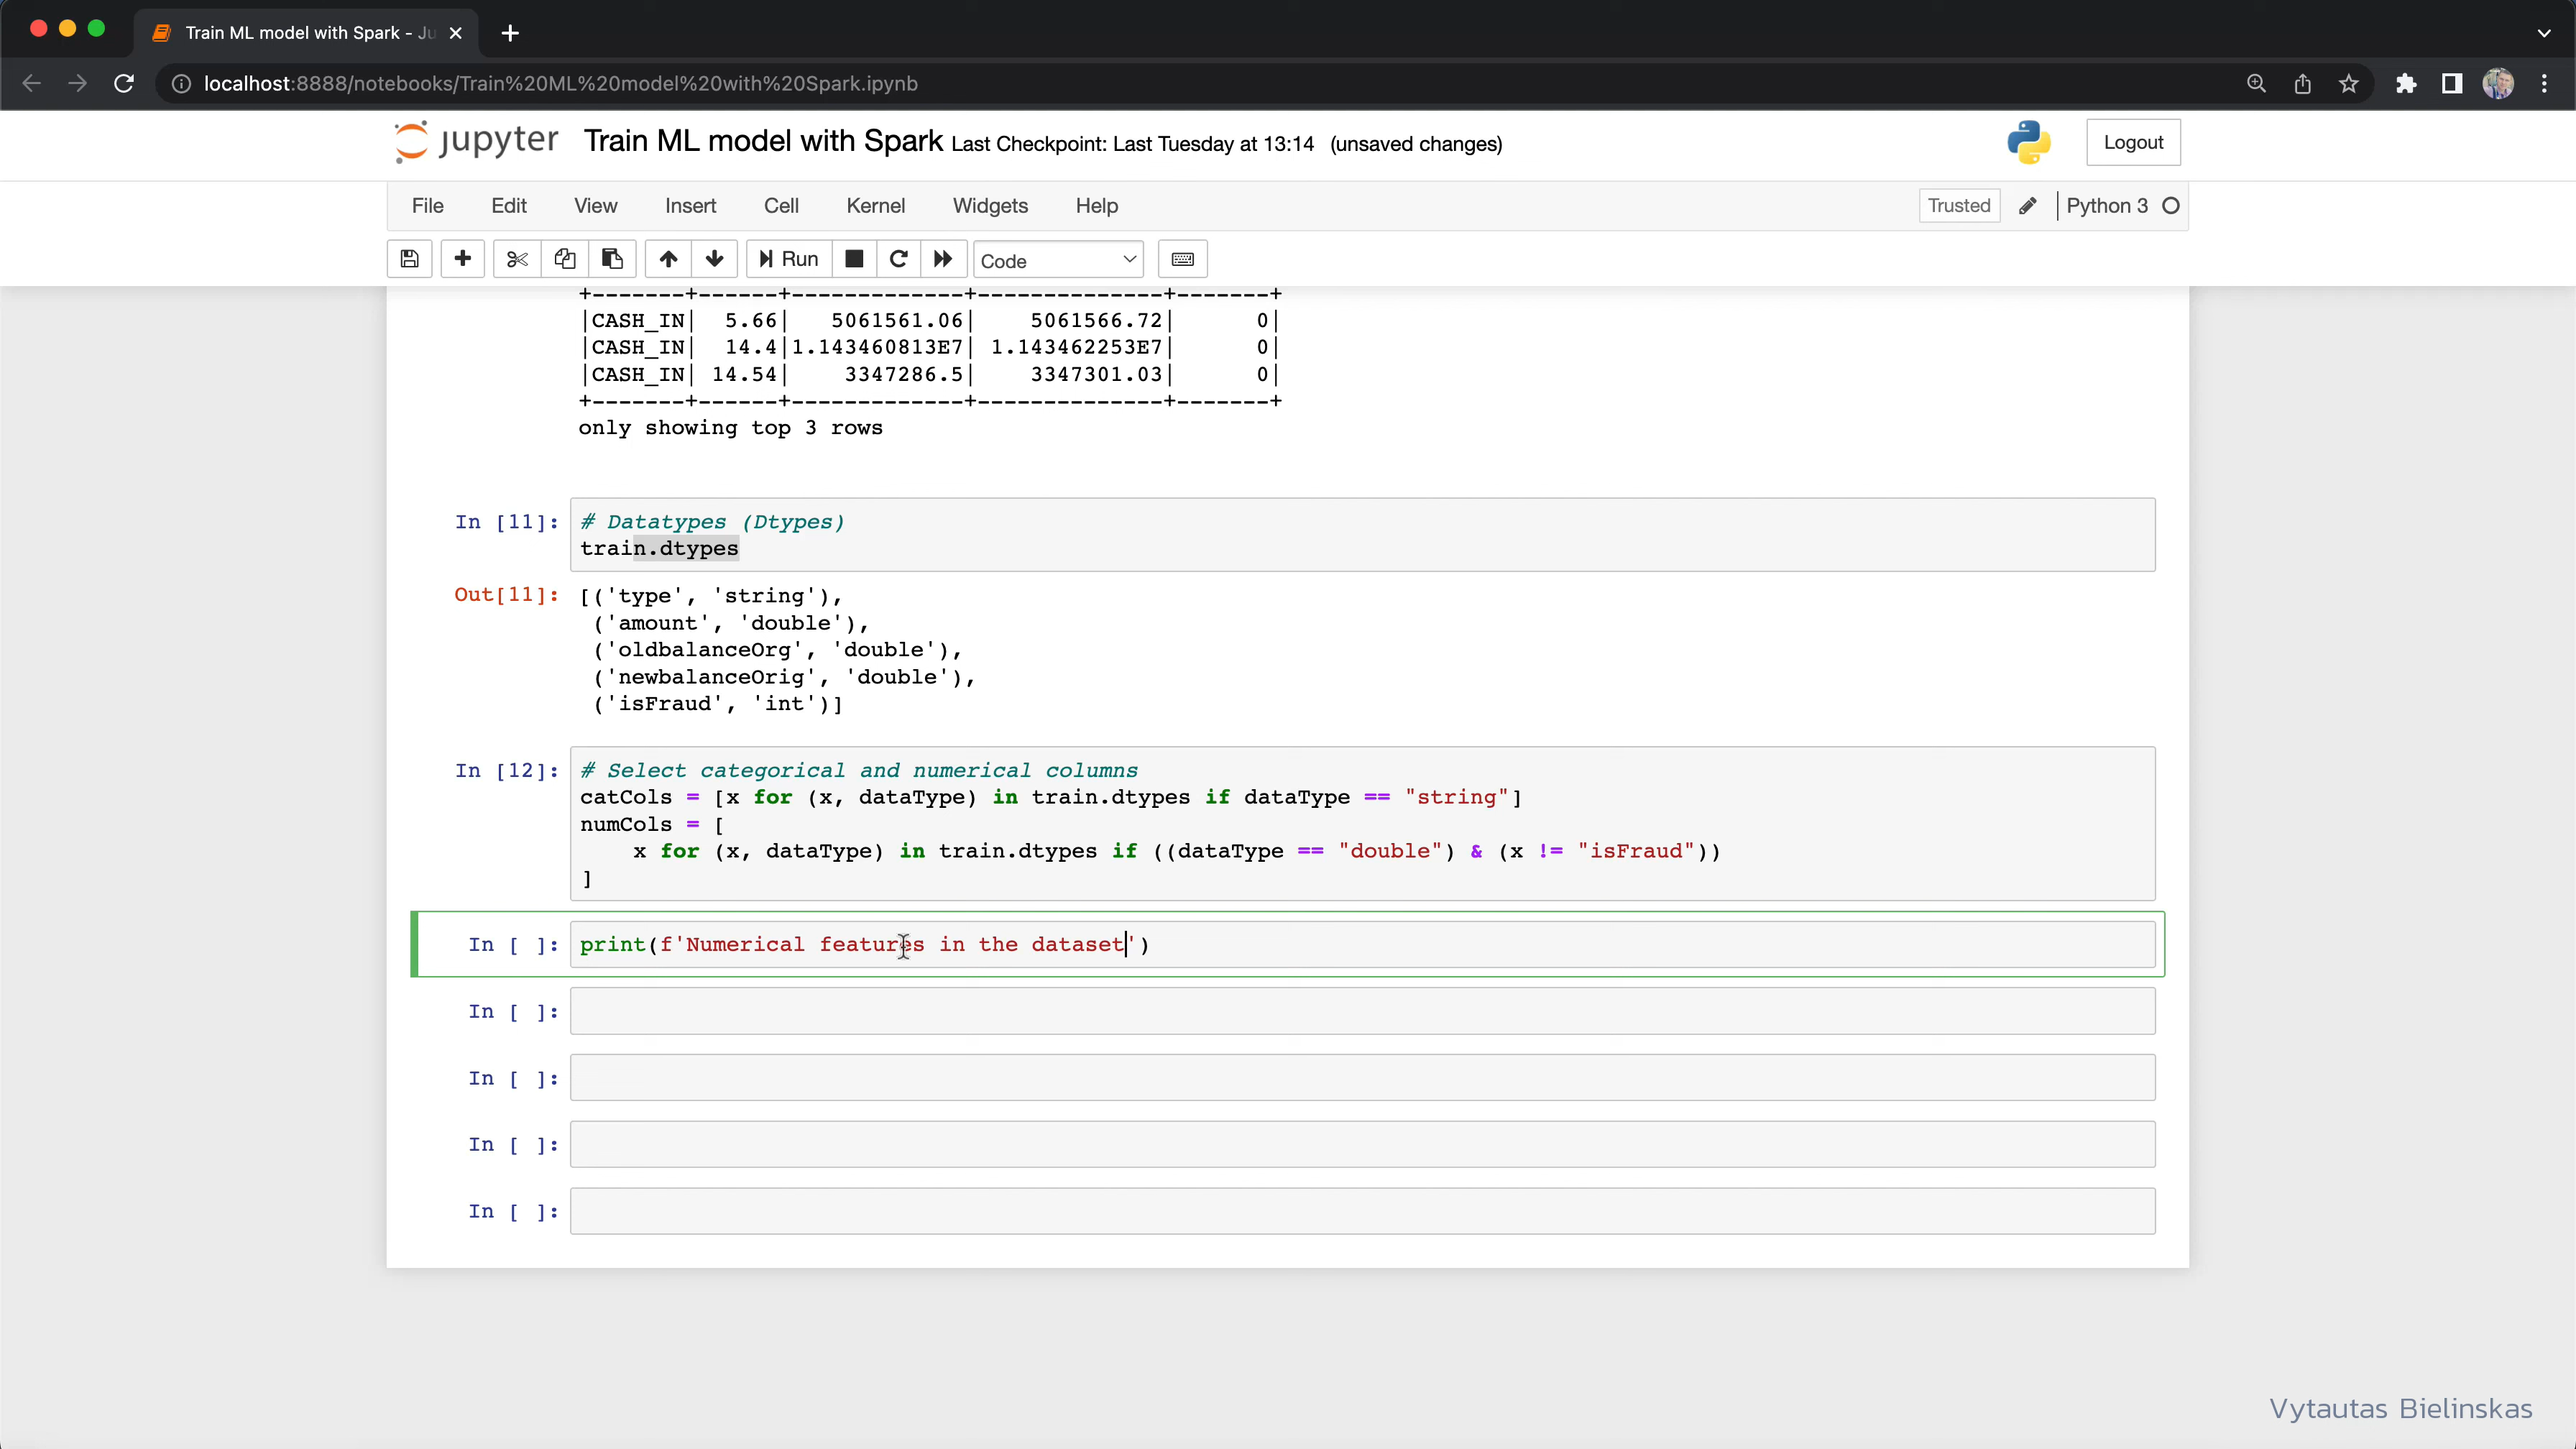 Train ML model with Spark - Ju
localhost:8888/notebooks/Train%20ML%20model%20with%20Spark.ipynb
jupyter Train ML model with Spark Last Checkpoint: Last Tuesday at 13:14 (unsaved changes) Logout
File Edit View Insert Cell Kernel Widgets Help Trusted Python 3
Run Code
+-------+------+-------------+--------------+-------+
|CASH_IN|  5.66|   5061561.06|    5061566.72|      0|
|CASH_IN|  14.4|1.143460813E7| 1.143462253E7|      0|
|CASH_IN| 14.54|    3347286.5|    3347301.03|      0|
+-------+------+-------------+--------------+-------+
only showing top 3 rows
In [11]: # Datatypes (Dtypes)
train.dtypes
Out[11]: [('type', 'string'),
('amount', 'double'),
('oldbalanceOrg', 'double'),
('newbalanceOrig', 'double'),
('isFraud', 'int')]
In [12]: # Select categorical and numerical columns
catCols = [x for (x, dataType) in train.dtypes if dataType == "string"]
numCols = [
    x for (x, dataType) in train.dtypes if ((dataType == "double") & (x != "isFraud"))
]
In [ ]: print(f'Numerical features in the dataset')
In [ ]:
In [ ]:
In [ ]:
In [ ]:
Vytautas Bielinskas